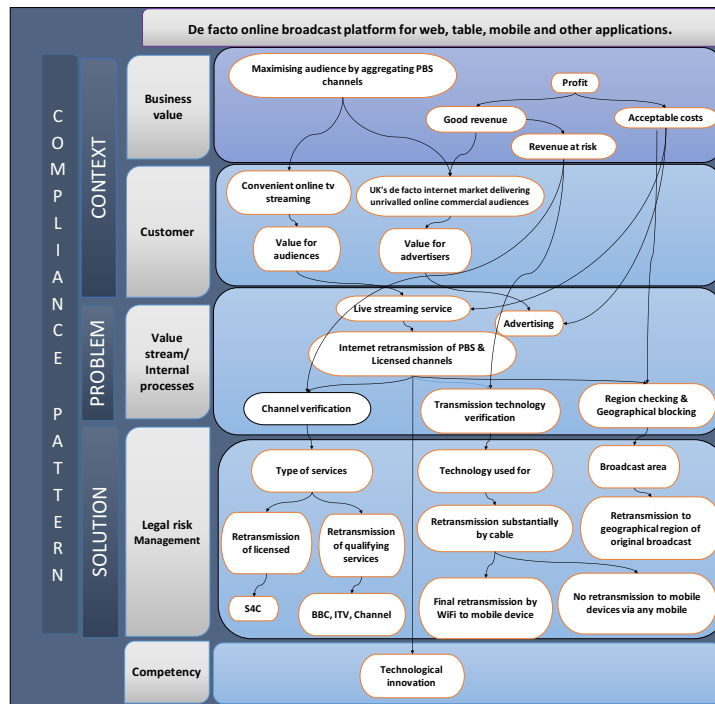 De facto online broadcast platform for web, table, mobile and other applications.
COMPLIANCE PATTERN
CONTEXT
PROBLEM
SOLUTION
Business
value
Maximising audience by aggregating PBS
channels
Profit
Good revenue
Acceptable costs
Revenue at risk
Customer
Convenient online tv
streaming
UK's de facto internet market delivering
unrivalled online commercial audiences
Value for
audiences
Value for
advertisers
Value
stream/
Internal
processes
Live streaming service
Advertising
Internet retransmission of PBS &
Licensed channels
Channel verification
Transmission technology
verification
Region checking &
Geographical blocking
Legal risk
Management
Type of services
Technology used for
Broadcast area
Retransmission
of licensed
Retransmission
of qualifying
services
Retransmission substantially
by cable
Retransmission to
geographical region of
original broadcast
S4C
BBC, ITV, Channel
Final retransmission by
WiFi to mobile device
No retransmission to mobile
devices via any mobile
Competency
Technological
innovation